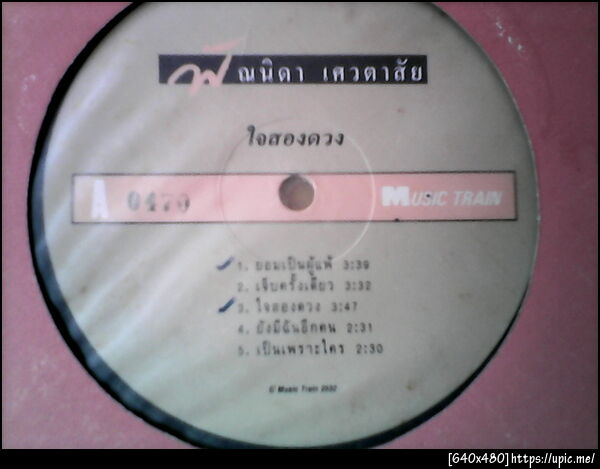 พั ณนิดา เศวตาสัย
ใจสองดวง
A 0470 MUSIC TRAIN
1. ยอมเป็นผู้แพ้ 3:39
2. เจ็บครั้งเดียว 3:32
3. ใจสองดวง 3:47
4. ยังมีฉันอีกคน 2:31
5. เป็นเพราะใคร 2:30
© Music Train 2532
[640x480]https://upic.me/